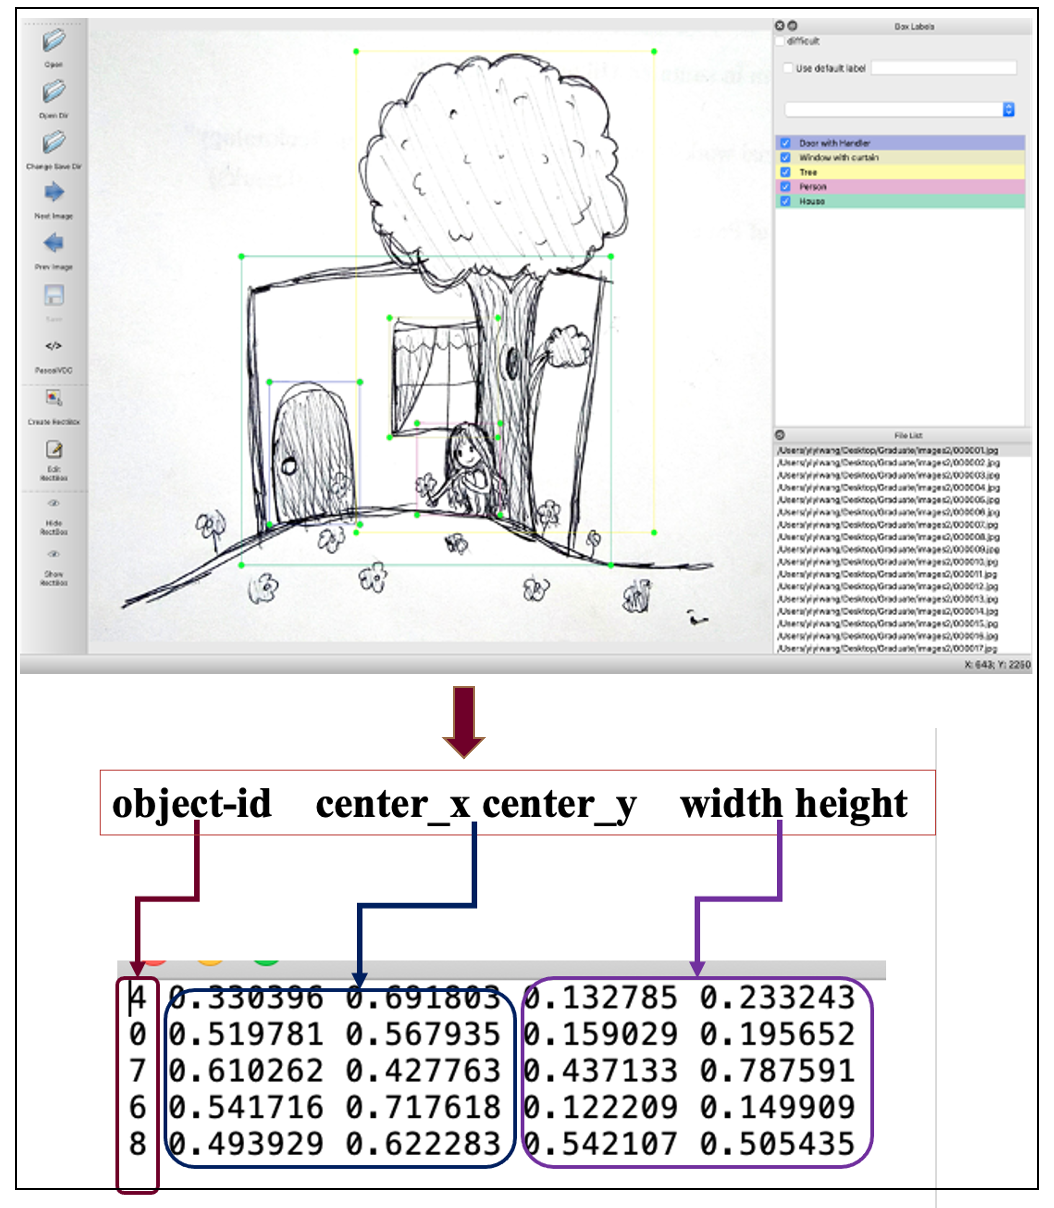 Open
Open Dir
Change Save Dir
Next Image
Prev Image
Save
</>
PascalVOC
Create RectBox
Edit
RectBox
Hide
RectBox
Show
RectBox
Box Labels
difficult
Use default label
Door with Handler
Window with curtain
Tree
Person
House
File List
/Users/yiyiwang/Desktop/Graduate/images2/000001.jpg
/Users/yiyiwang/Desktop/Graduate/images2/000002.jpg
/Users/yiyiwang/Desktop/Graduate/images2/000003.jpg
/Users/yiyiwang/Desktop/Graduate/images2/000004.jpg
/Users/yiyiwang/Desktop/Graduate/images2/000005.jpg
/Users/yiyiwang/Desktop/Graduate/images2/000006.jpg
/Users/yiyiwang/Desktop/Graduate/images2/000007.jpg
/Users/yiyiwang/Desktop/Graduate/images2/000008.jpg
/Users/yiyiwang/Desktop/Graduate/images2/000009.jpg
/Users/yiyiwang/Desktop/Graduate/images2/000010.jpg
/Users/yiyiwang/Desktop/Graduate/images2/000011.jpg
/Users/yiyiwang/Desktop/Graduate/images2/000012.jpg
/Users/yiyiwang/Desktop/Graduate/images2/000013.jpg
/Users/yiyiwang/Desktop/Graduate/images2/000014.jpg
/Users/yiyiwang/Desktop/Graduate/images2/000015.jpg
/Users/yiyiwang/Desktop/Graduate/images2/000016.jpg
/Users/yiyiwang/Desktop/Graduate/images2/000017.jpg
X: 643; Y: 2250
object-id center_x center_y width height
4 0.330396 0.691803 0.132785 0.233243
0 0.519781 0.567935 0.159029 0.195652
7 0.610262 0.427763 0.437133 0.787591
6 0.541716 0.717618 0.122209 0.149909
8 0.493929 0.622283 0.542107 0.505435